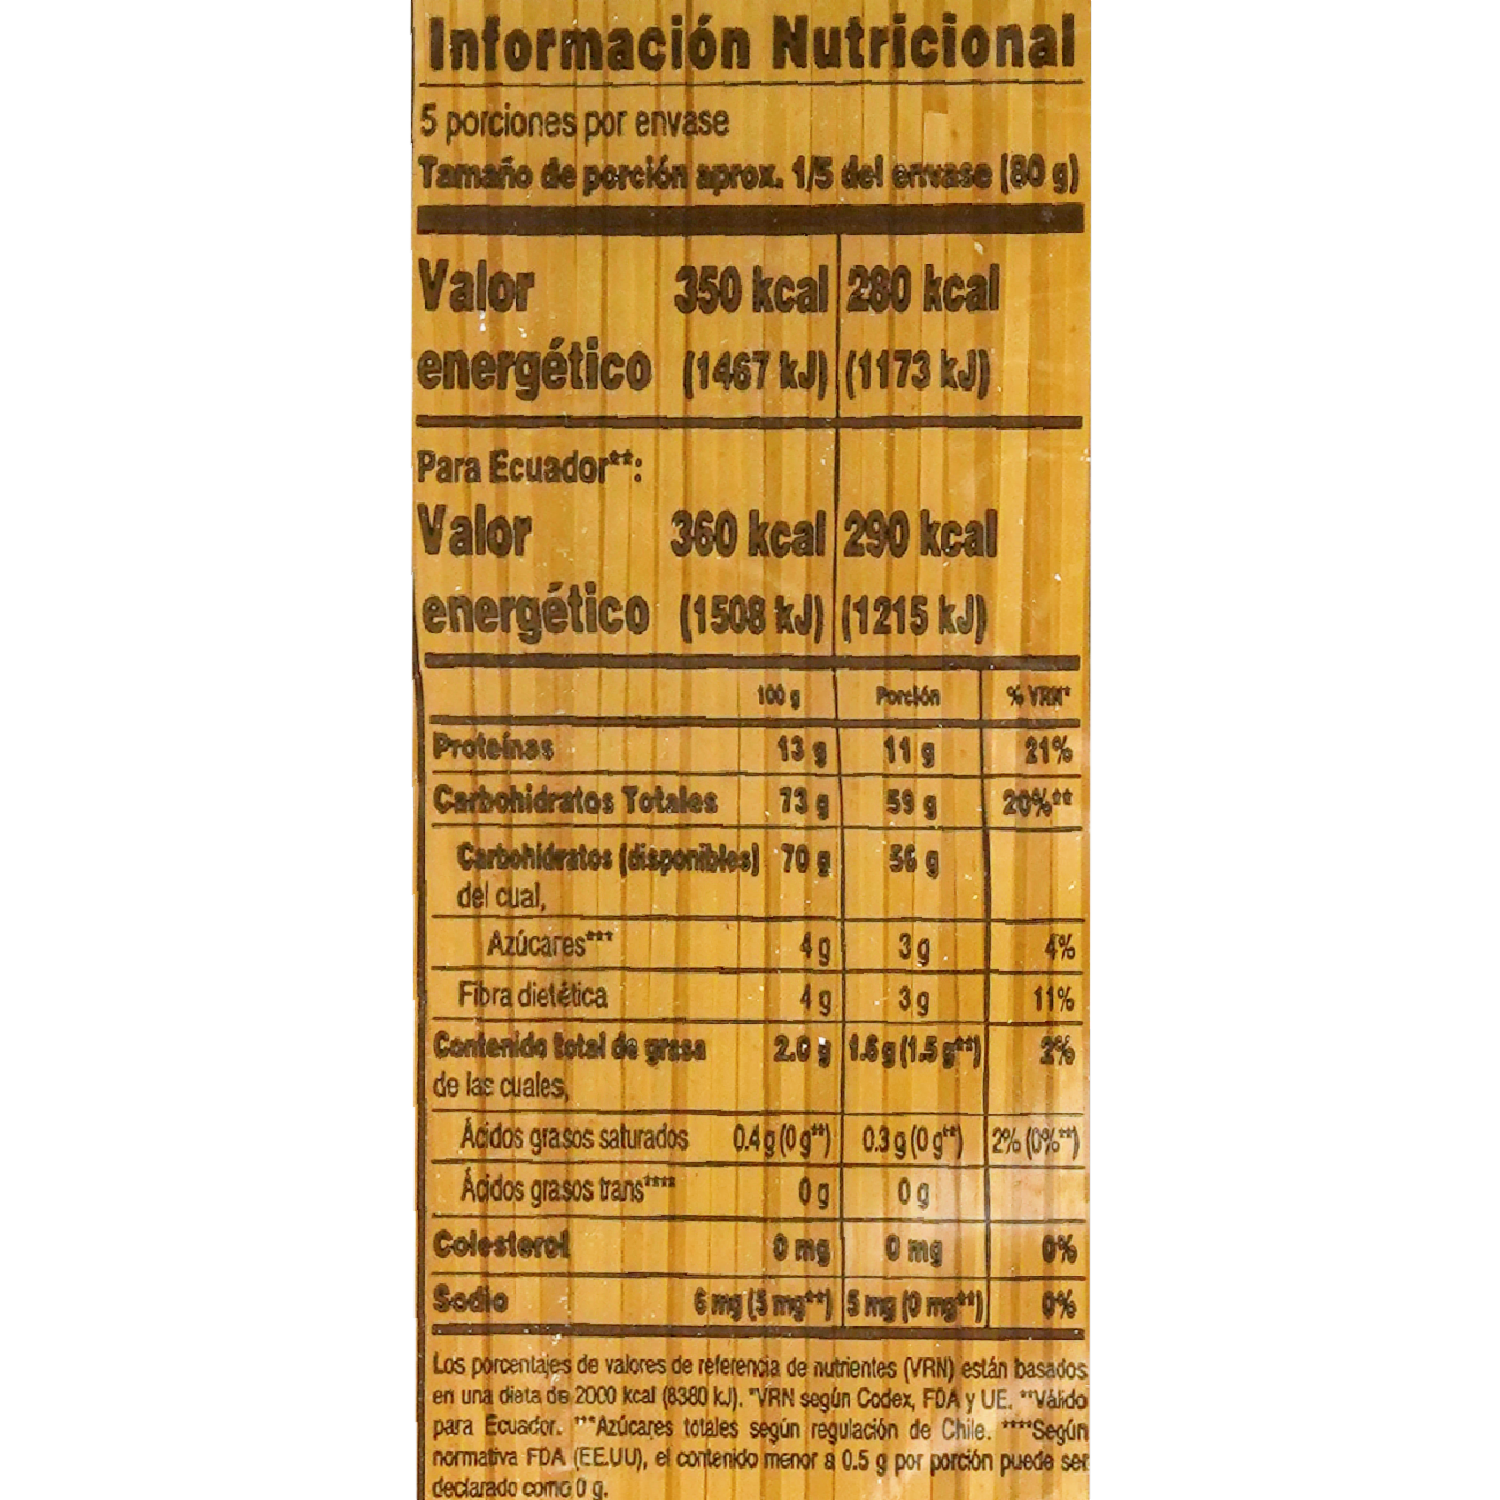 Información Nutricional
5 porciones por envase
Tamaño de porción aprox. 1/5 del envase (80 g)
Valor 350 kcal 280 kcal
energético (1467 kJ) (1173 kJ)
Para Ecuador**:
Valor 360 kcal 290 kcal
energético (1508 kJ) (1215 kJ)
100 g Porción % VRN*
Proteínas 13 g 11 g 21%
Carbohidratos Totales 73 g 59 g 20%**
Carbohidratos (disponibles) 70 g 56 g
del cual,
Azúcares*** 4 g 3 g 4%
Fibra dietética 4 g 3 g 11%
Contenido total de grasa 2.0 g 1.6 g (1.5 g**) 2%
de las cuales,
Ácidos grasos saturados 0.4 g (0 g**) 0.3 g (0 g**) 2% (0%**)
Ácidos grasos trans**** 0 g 0 g
Colesterol 0 mg 0 mg 0%
Sodio 6 mg (5 mg**) 5 mg (0 mg**) 0%
Los porcentajes de valores de referencia de nutrientes (VRN) están basados
en una dieta de 2000 kcal (8380 kJ). *VRN según Codex, FDA y UE. **Válido
para Ecuador. ***Azúcares totales según regulación de Chile. ****Según
normativa FDA (EE.UU), el contenido menor a 0.5 g por porción puede ser
declarado como 0 g.